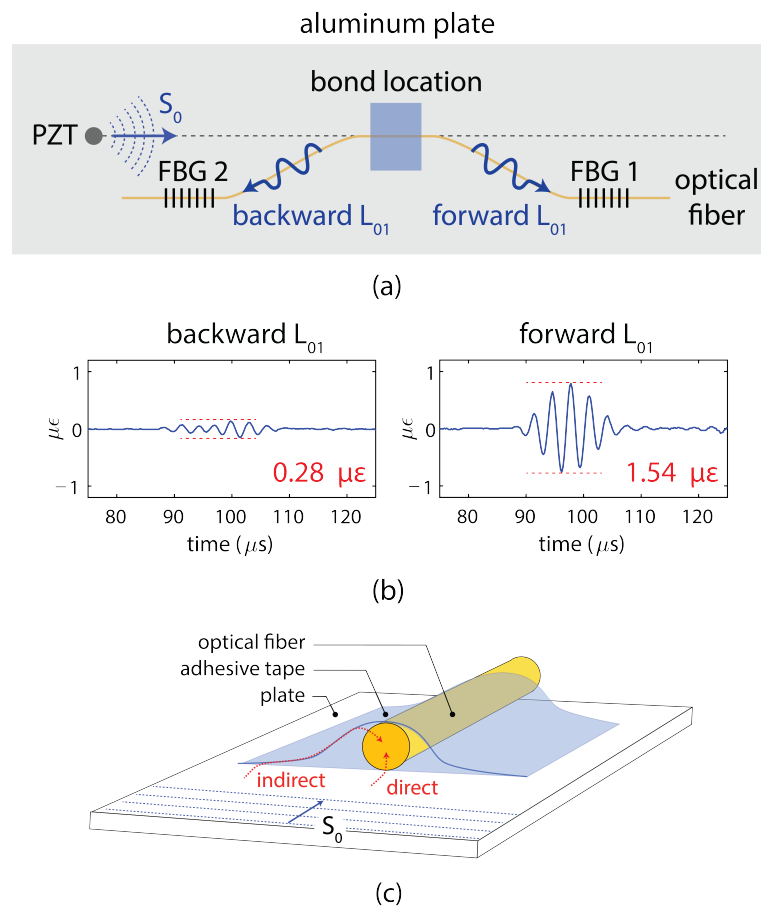 aluminum plate
bond location
S₀
PZT
FBG 2
FBG 1
optical
fiber
backward L₀₁
forward L₀₁
(a)
backward L₀₁
forward L₀₁
1
0
−1
με
0.28 με
80 90 100 110 120
time (μs)
1
0
−1
με
1.54 με
80 90 100 110 120
time (μs)
(b)
optical fiber
adhesive tape
plate
indirect
direct
S₀
(c)